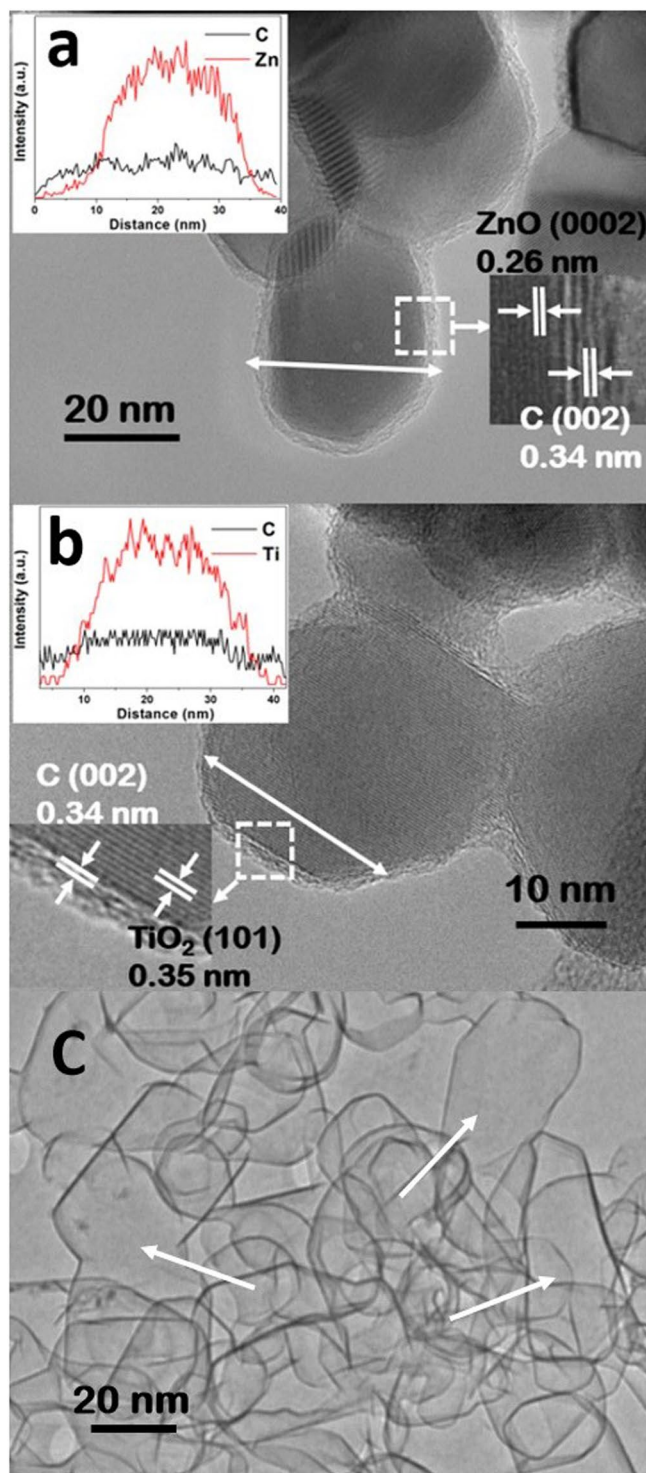 a
C
Zn
Intensity (a.u.)
0 10 20 30 40
Distance (nm)
ZnO (0002)
0.26 nm
C (002)
0.34 nm
20 nm
b
C
Ti
Intensity (a.u.)
10 20 30 40
Distance (nm)
C (002)
0.34 nm
TiO₂ (101)
0.35 nm
10 nm
C
20 nm